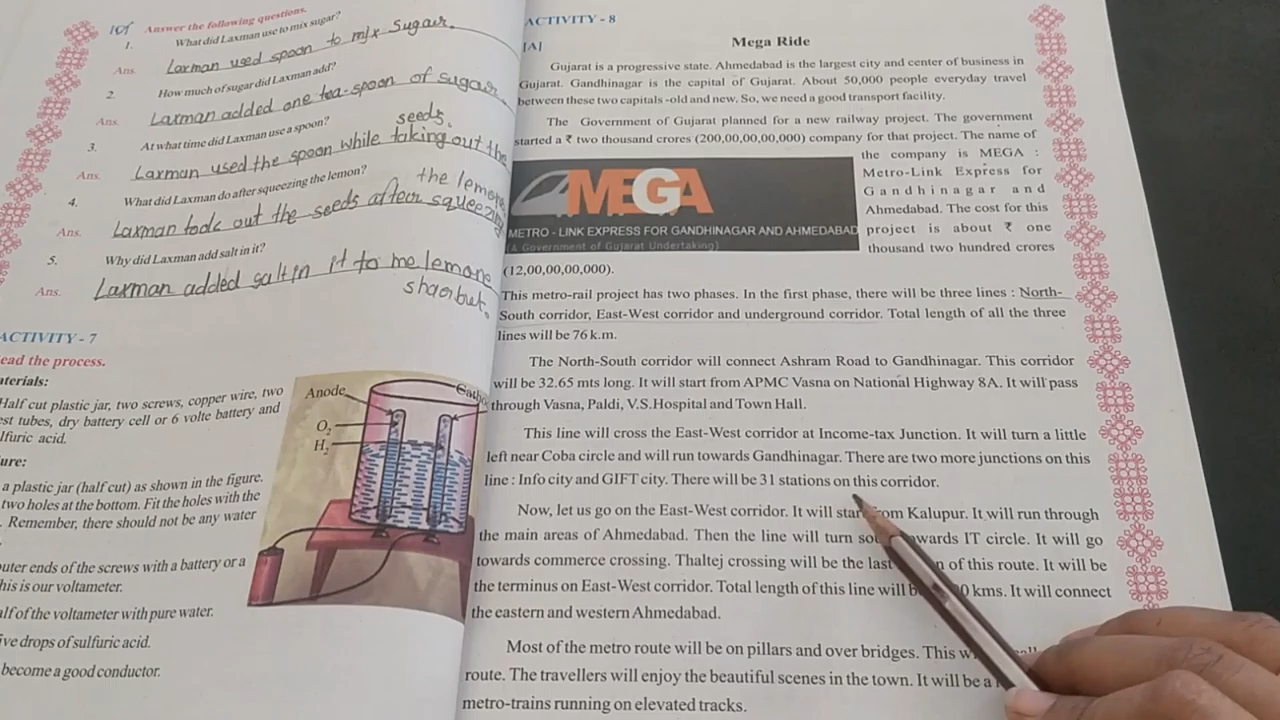 Answer the following questions.
1. What did Laxman use to mix sugar?
Ans. Laxman used spoon to mix sugar.
2. How much of sugar did Laxman add?
Ans. Laxman added one tea-spoon of sugar.
3. At what time did Laxman use a spoon?
seeds.
Ans. Laxman used the spoon while taking out the
4. What did Laxman do after squeezing the lemon?
the lemon
Ans. Laxman took out the seeds after squeezing
5. Why did Laxman add salt in it?
Ans. Laxman added salt in it to me lemone
sharbut.
ACTIVITY - 7
ead the process.
aterials:
Half cut plastic jar, two screws, copper wire, two
est tubes, dry battery cell or 6 volte battery and
lfuric acid.
ure:
a plastic jar (half cut) as shown in the figure.
two holes at the bottom. Fit the holes with the
. Remember, there should not be any water
outer ends of the screws with a battery or a
his is our voltameter.
alf of the voltameter with pure water.
ive drops of sulfuric acid.
become a good conductor.
Anode
O2
H2
ACTIVITY - 8
[A]
Mega Ride
Gujarat is a progressive state. Ahmedabad is the largest city and center of business in
Gujarat. Gandhinagar is the capital of Gujarat. About 50,000 people everyday travel
between these two capitals -old and new. So, we need a good transport facility.
The Government of Gujarat planned for a new railway project. The government
started a ₹ two thousand crores (200,00,00,00,000) company for that project. The name of
the company is MEGA :
Metro-Link Express for
Gandhinagar and
Ahmedabad. The cost for this
project is about ₹ one
thousand two hundred crores
MEGA
METRO - LINK EXPRESS FOR GANDHINAGAR AND AHMEDABAD
(A Government of Gujarat Undertaking)
(12,00,00,00,000).
This metro-rail project has two phases. In the first phase, there will be three lines : North-
South corridor, East-West corridor and underground corridor. Total length of all the three
lines will be 76 k.m.
The North-South corridor will connect Ashram Road to Gandhinagar. This corridor
will be 32.65 mts long. It will start from APMC Vasna on National Highway 8A. It will pass
through Vasna, Paldi, V.S.Hospital and Town Hall.
This line will cross the East-West corridor at Income-tax Junction. It will turn a little
left near Coba circle and will run towards Gandhinagar. There are two more junctions on this
line : Info city and GIFT city. There will be 31 stations on this corridor.
Now, let us go on the East-West corridor. It will start from Kalupur. It will run through
the main areas of Ahmedabad. Then the line will turn towards IT circle. It will go
towards commerce crossing. Thaltej crossing will be the last of this route. It will be
the terminus on East-West corridor. Total length of this line will kms. It will connect
the eastern and western Ahmedabad.
Most of the metro route will be on pillars and over bridges. This
route. The travellers will enjoy the beautiful scenes in the town. It will be a
metro-trains running on elevated tracks.